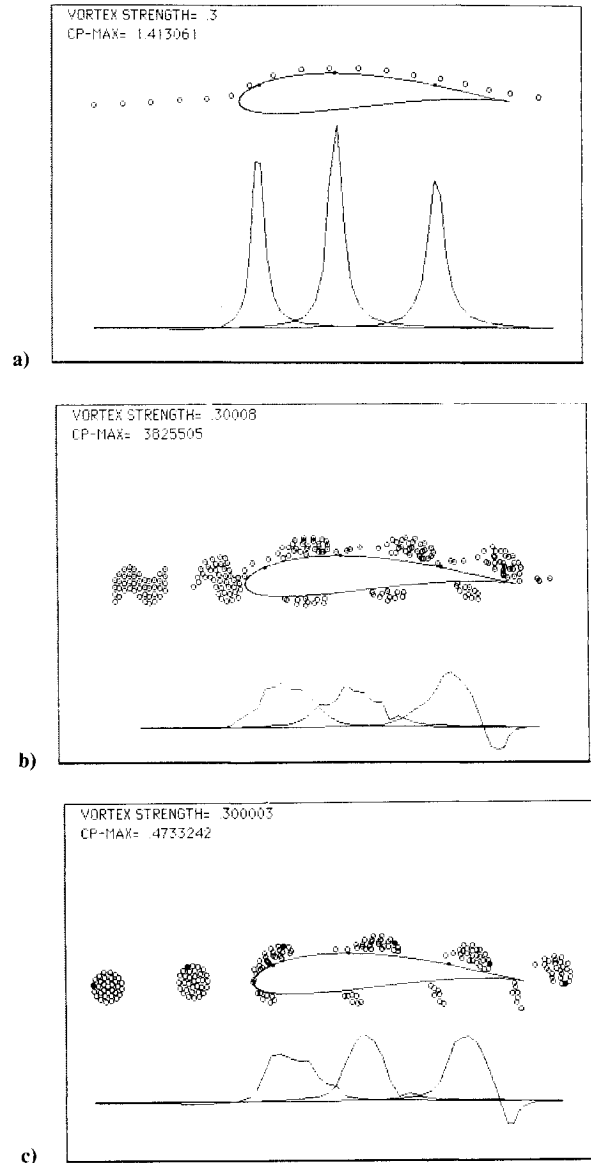 VORTEX STRENGTH= .3
CP-MAX= 1.413061
a)
VORTEX STRENGTH= .30008
CP-MAX= .3825505
b)
VORTEX STRENGTH= .300003
CP-MAX= .4733242
c)